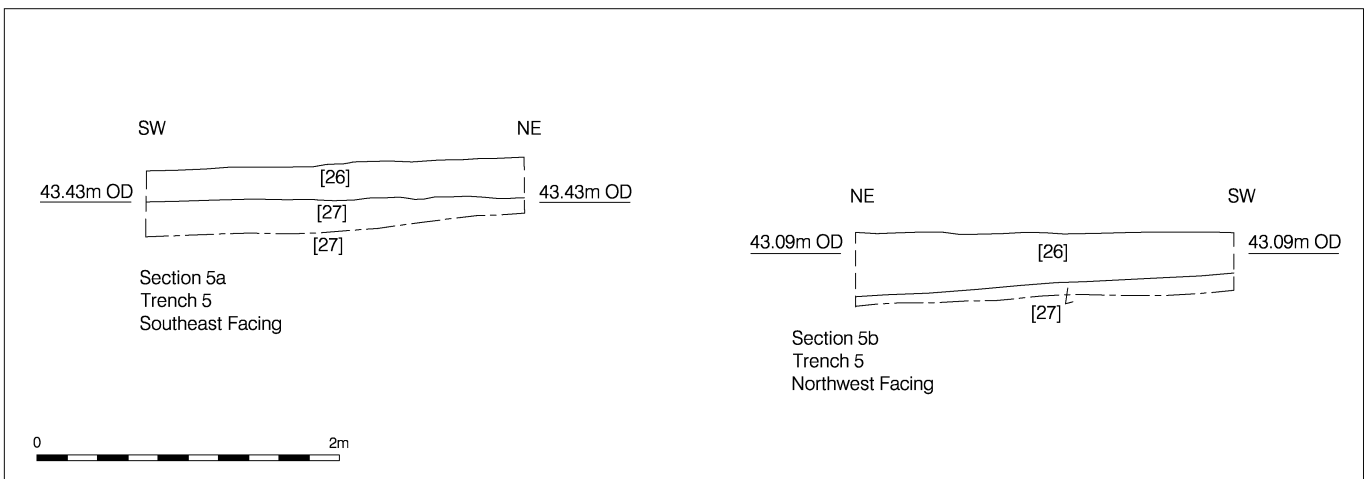 SW NE
[26]
43.43m OD 43.43m OD
[27]
[27]
Section 5a
Trench 5
Southeast Facing
NE SW
43.09m OD 43.09m OD
[26]
[27]
Section 5b
Trench 5
Northwest Facing
0 2m